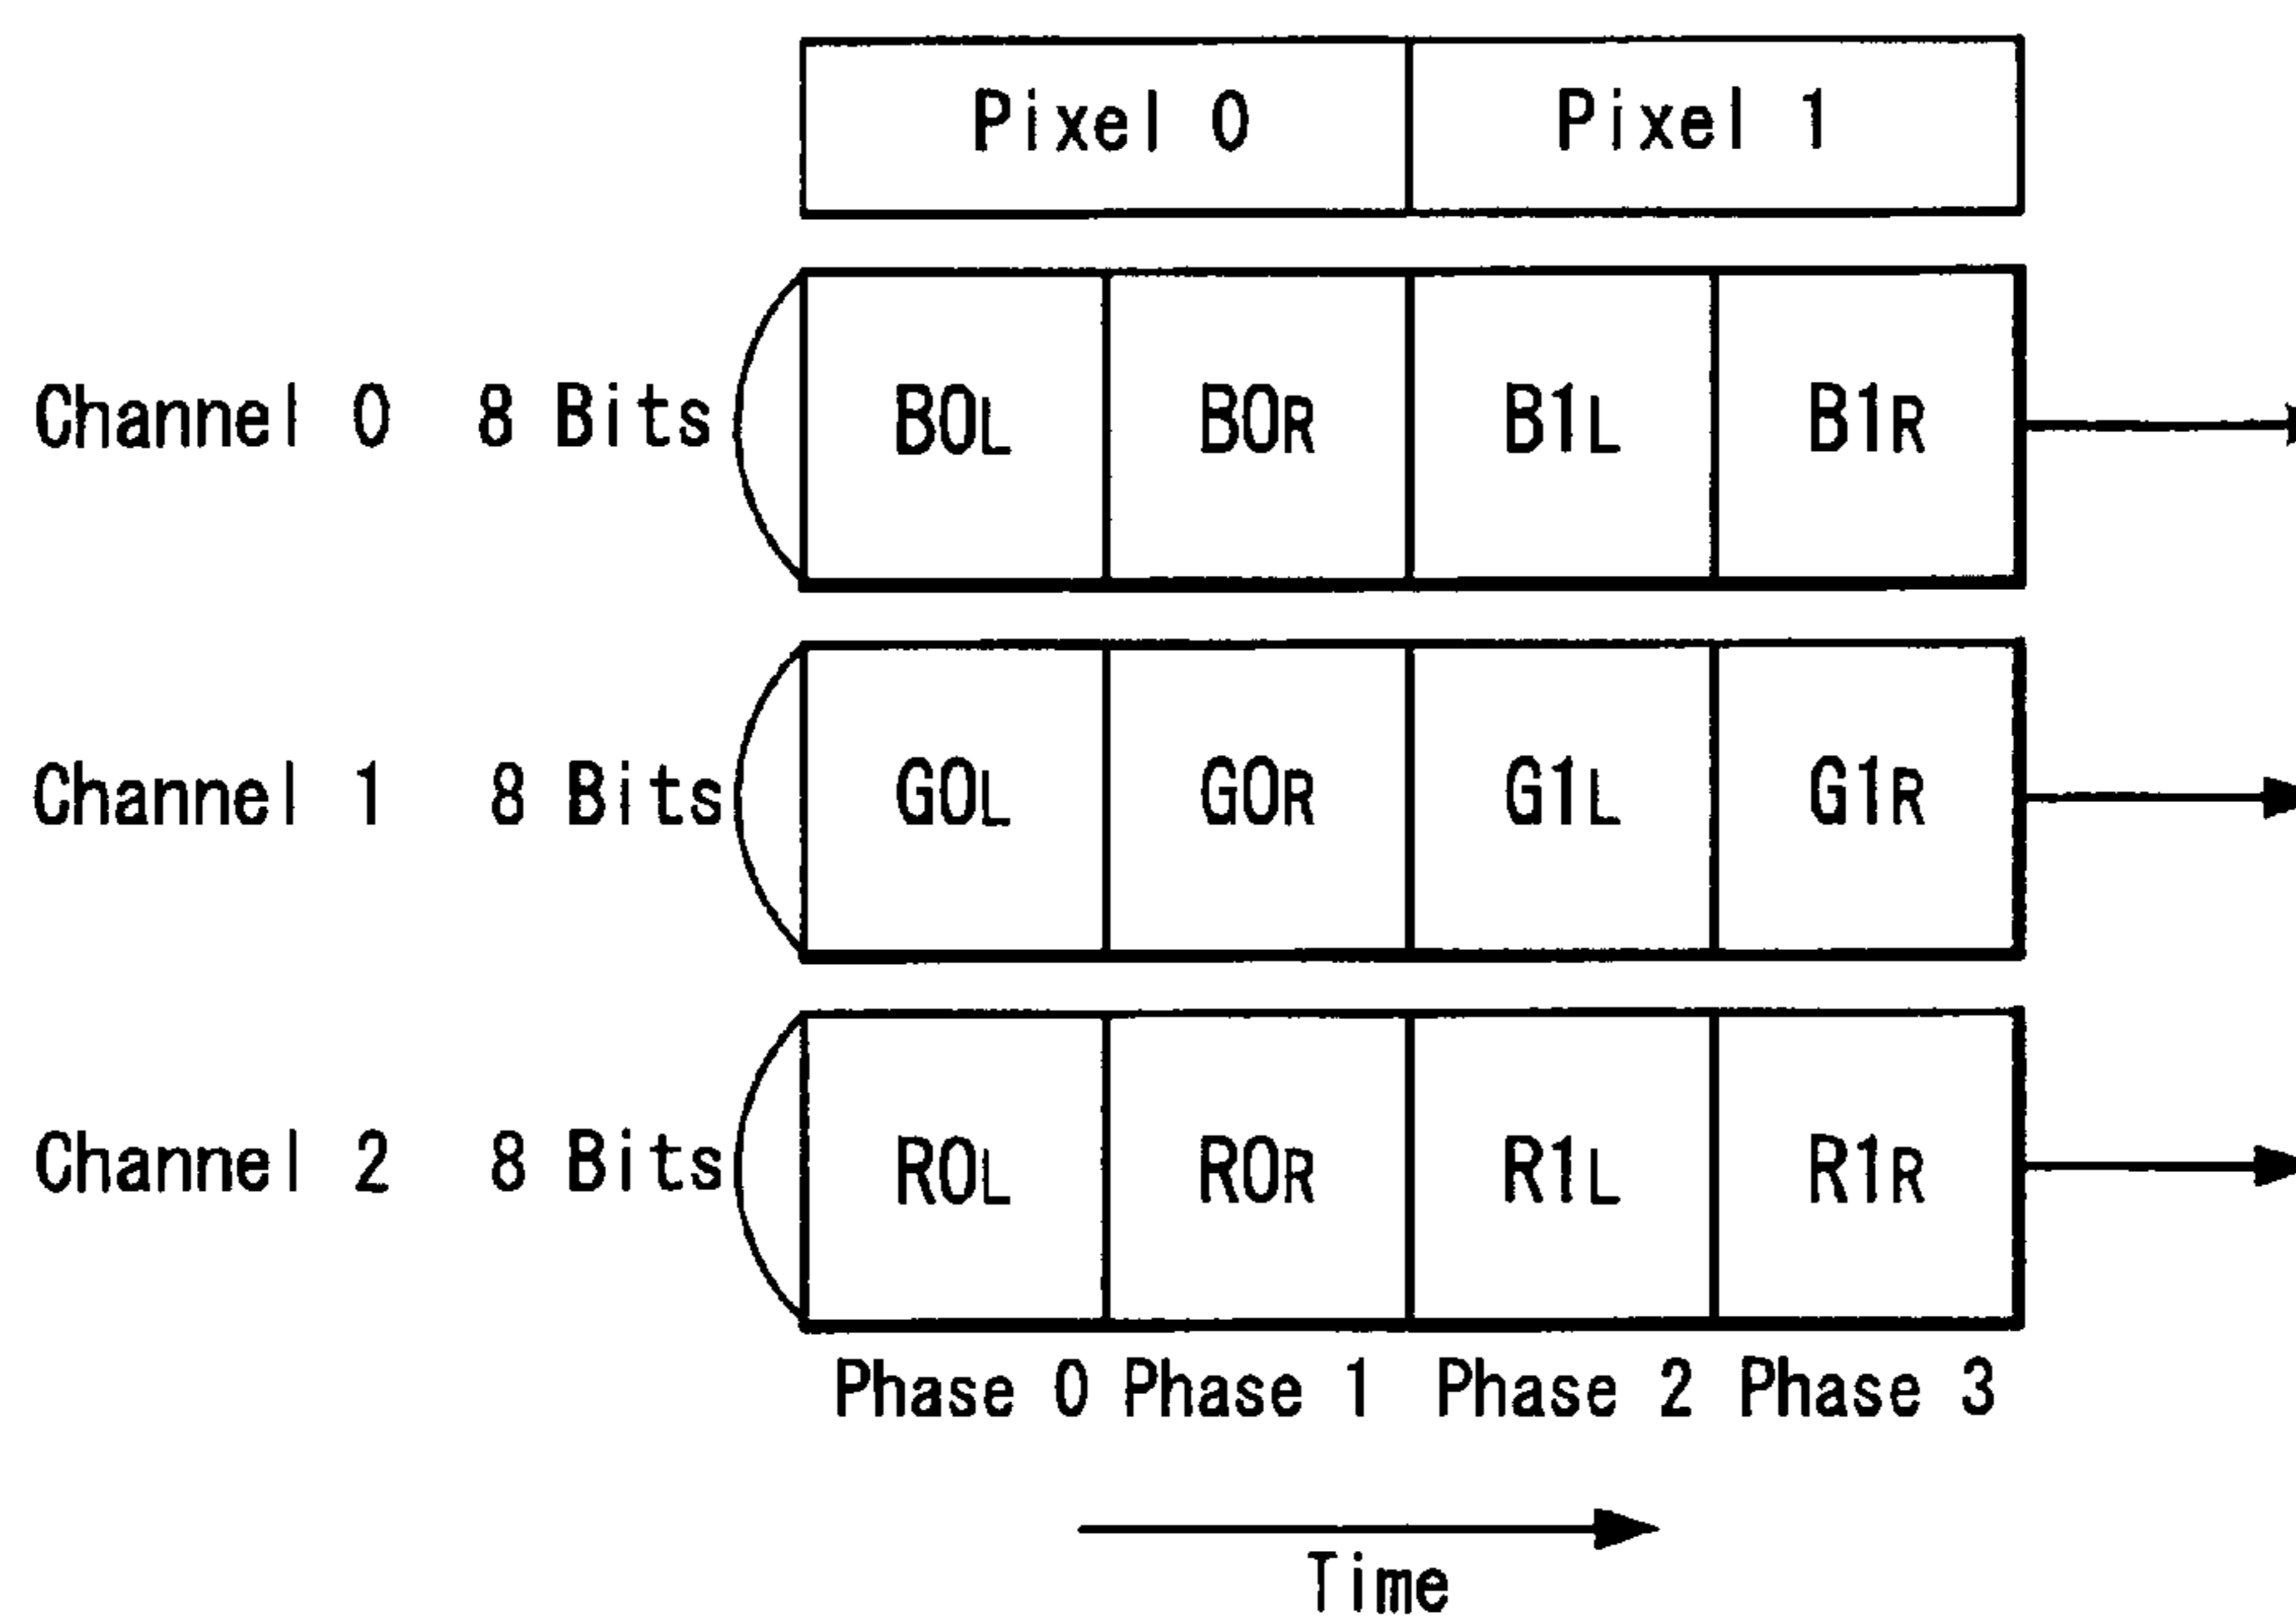 Pixel 0 Pixel 1
Channel 0 8 Bits B0L B0R B1L B1R
Channel 1 8 Bits G0L G0R G1L G1R
Channel 2 8 Bits R0L R0R R1L R1R
Phase 0 Phase 1 Phase 2 Phase 3
Time